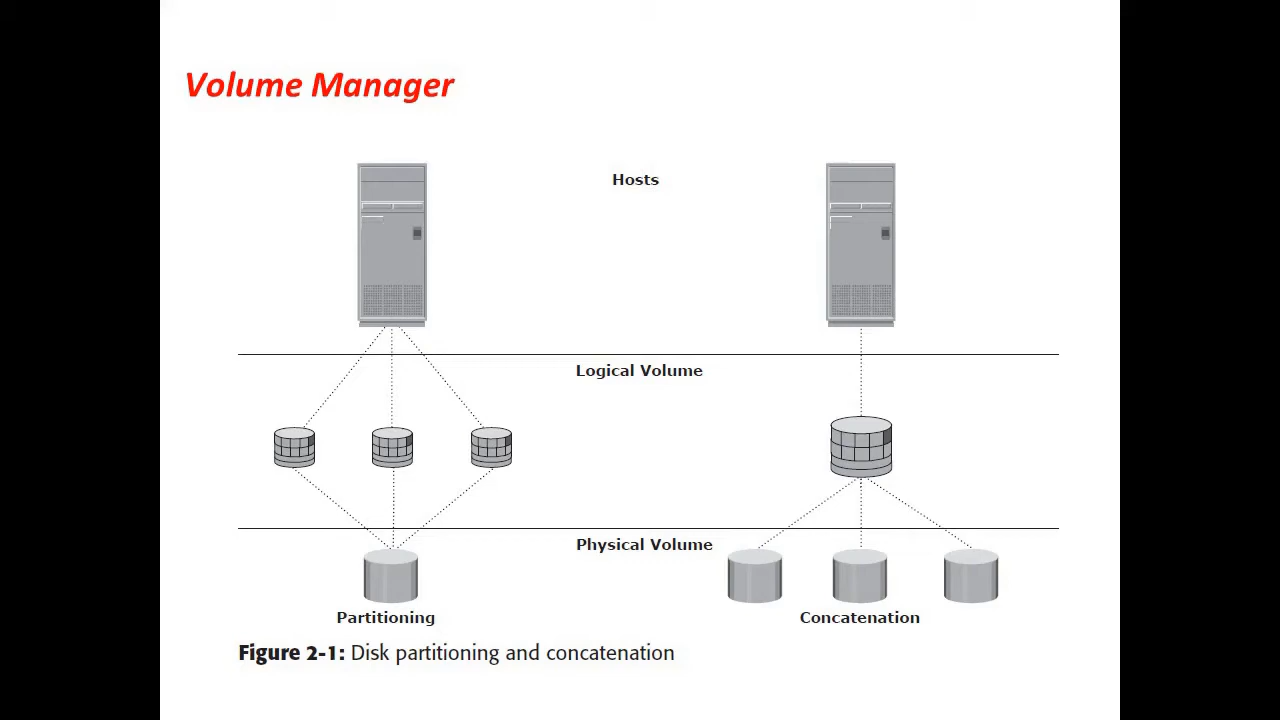 Volume Manager
Hosts
Logical Volume
Physical Volume
Partitioning
Concatenation
Figure 2-1: Disk partitioning and concatenation